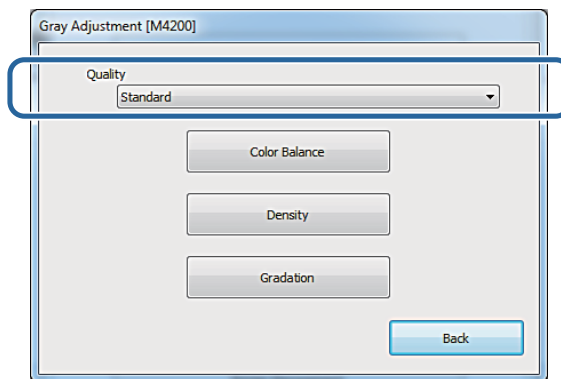 Gray Adjustment [M4200]
Quality
Standard
Color Balance
Density
Gradation
Back